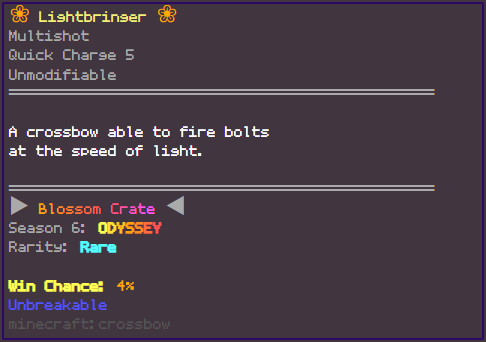 ❀ Lightbringer ❀
Multishot
Quick Charge 5
Unmodifiable
A crossbow able to fire bolts
at the speed of light.
▶ Blossom Crate ◀
Season 6: ODYSSEY
Rarity: Rare
Win Chance: 4%
Unbreakable
minecraft:crossbow